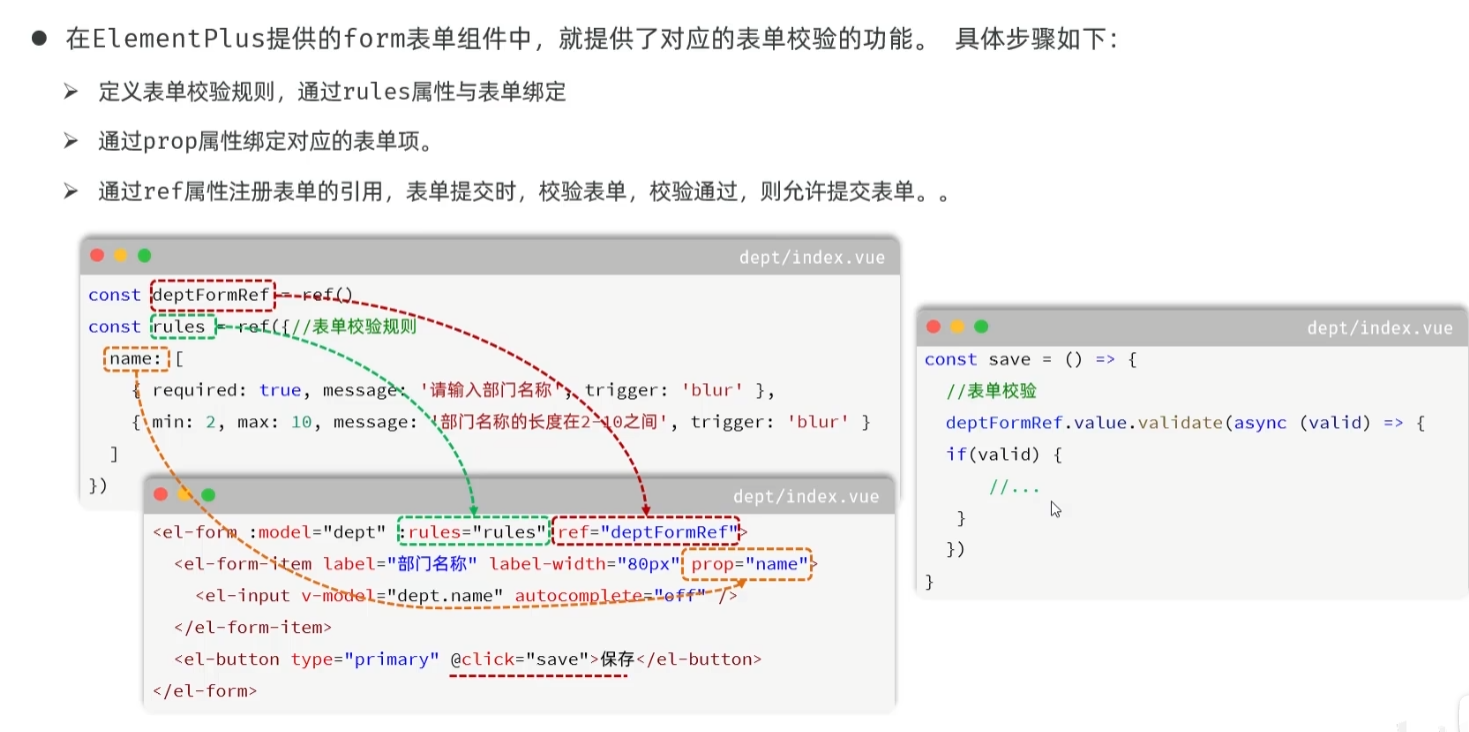 ● 在ElementPlus提供的form表单组件中，就提供了对应的表单校验的功能。 具体步骤如下：
➢ 定义表单校验规则，通过rules属性与表单绑定
➢ 通过prop属性绑定对应的表单项。
➢ 通过ref属性注册表单的引用，表单提交时，校验表单，校验通过，则允许提交表单。。
dept/index.vue
const deptFormRef = ref()
const rules = ref({//表单校验规则
name: [
{ required: true, message: '请输入部门名称', trigger: 'blur' },
{ min: 2, max: 10, message: '部门名称的长度在2-10之间', trigger: 'blur' }
]
})
dept/index.vue
<el-form :model="dept" :rules="rules" ref="deptFormRef">
<el-form-item label="部门名称" label-width="80px" prop="name">
<el-input v-model="dept.name" autocomplete="off" />
</el-form-item>
<el-button type="primary" @click="save">保存</el-button>
</el-form>
dept/index.vue
const save = () => {
//表单校验
deptFormRef.value.validate(async (valid) => {
if(valid) {
//...
}
})
}